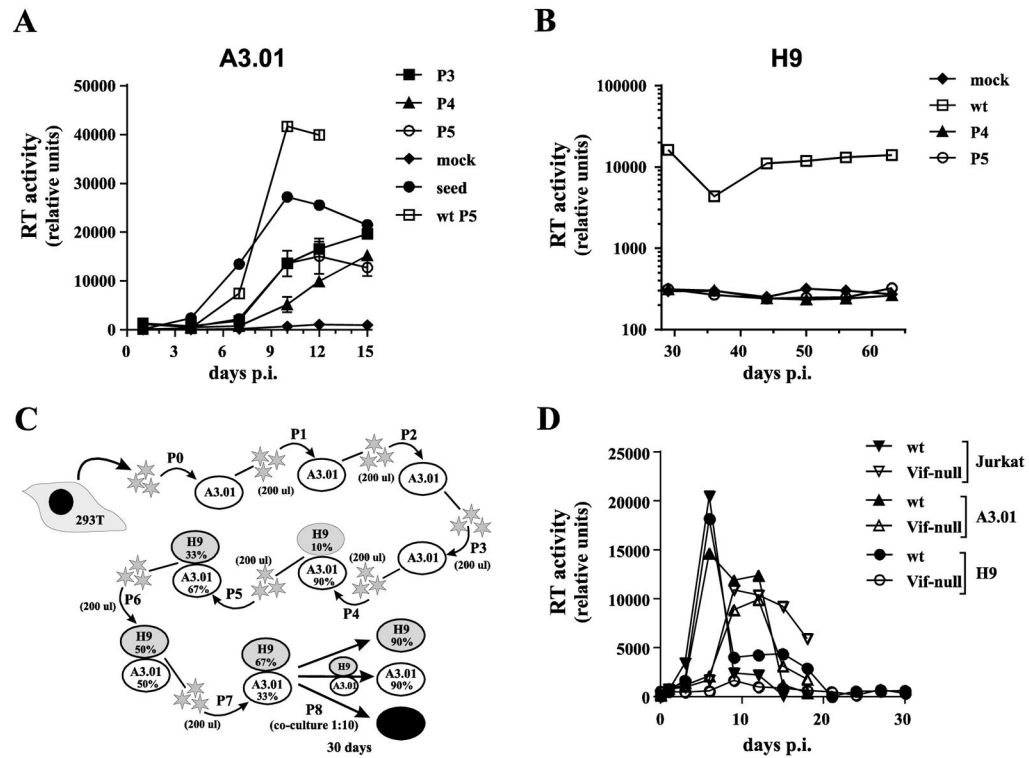 A
A3.01
RT activity
(relative units)
50000
40000
30000
20000
10000
0
0 3 6 9 12 15
days p.i.
P3
P4
P5
mock
seed
wt P5
B
H9
RT activity
(relative units)
100000
10000
1000
100
30 40 50 60
days p.i.
mock
wt
P4
P5
C
293T
P0
A3.01
(200 ul)
P1
A3.01
(200 ul)
P2
A3.01
P3
(200 ul)
A3.01
(200 ul)
P4
H9
10%
A3.01
90%
(200 ul)
P5
H9
33%
A3.01
67%
(200 ul)
P6
H9
50%
A3.01
50%
P7
(200 ul)
H9
67%
A3.01
33%
P8
(co-culture 1:10)
30 days
H9
90%
H9
A3.01
A3.01
90%
D
RT activity
(relative units)
25000
20000
15000
10000
5000
0
0 10 20 30
days p.i.
wt
Vif-null
Jurkat
wt
Vif-null
A3.01
wt
Vif-null
H9